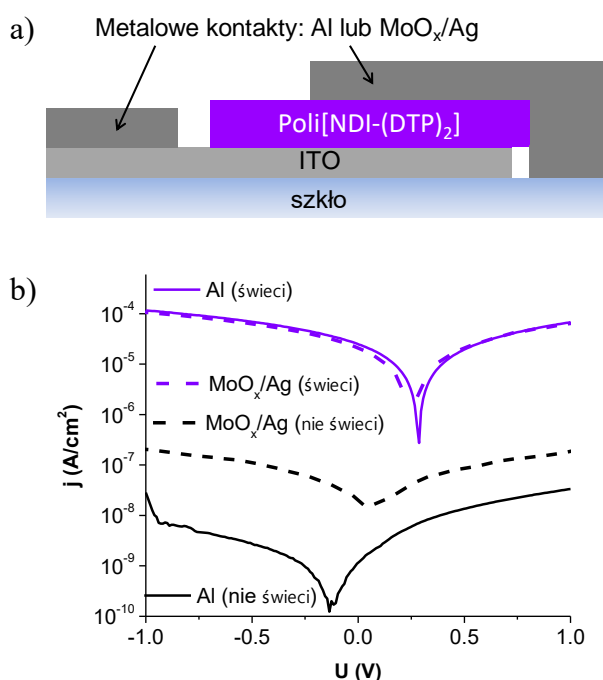 a)
Metalowe kontakty: Al lub MoOₓ/Ag
Poli[NDI-(DTP)₂]
ITO
szkło
b)
Al (świeci)
MoOₓ/Ag (świeci)
MoOₓ/Ag (nie świeci)
Al (nie świeci)
j (A/cm²)
10⁻⁴
10⁻⁵
10⁻⁶
10⁻⁷
10⁻⁸
10⁻⁹
10⁻¹⁰
-1.0 -0.5 0.0 0.5 1.0
U (V)